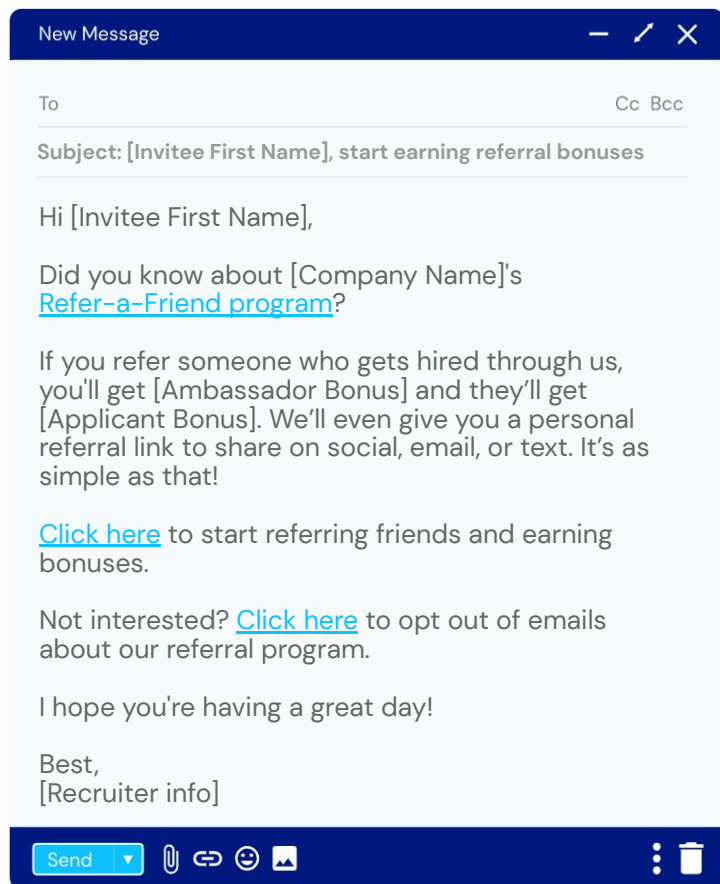 New Message
To Cc Bcc
Subject: [Invitee First Name], start earning referral bonuses
Hi [Invitee First Name],
Did you know about [Company Name]'s
Refer-a-Friend program?
If you refer someone who gets hired through us,
you'll get [Ambassador Bonus] and they’ll get
[Applicant Bonus]. We’ll even give you a personal
referral link to share on social, email, or text. It’s as
simple as that!
Click here to start referring friends and earning
bonuses.
Not interested? Click here to opt out of emails
about our referral program.
I hope you're having a great day!
Best,
[Recruiter info]
Send